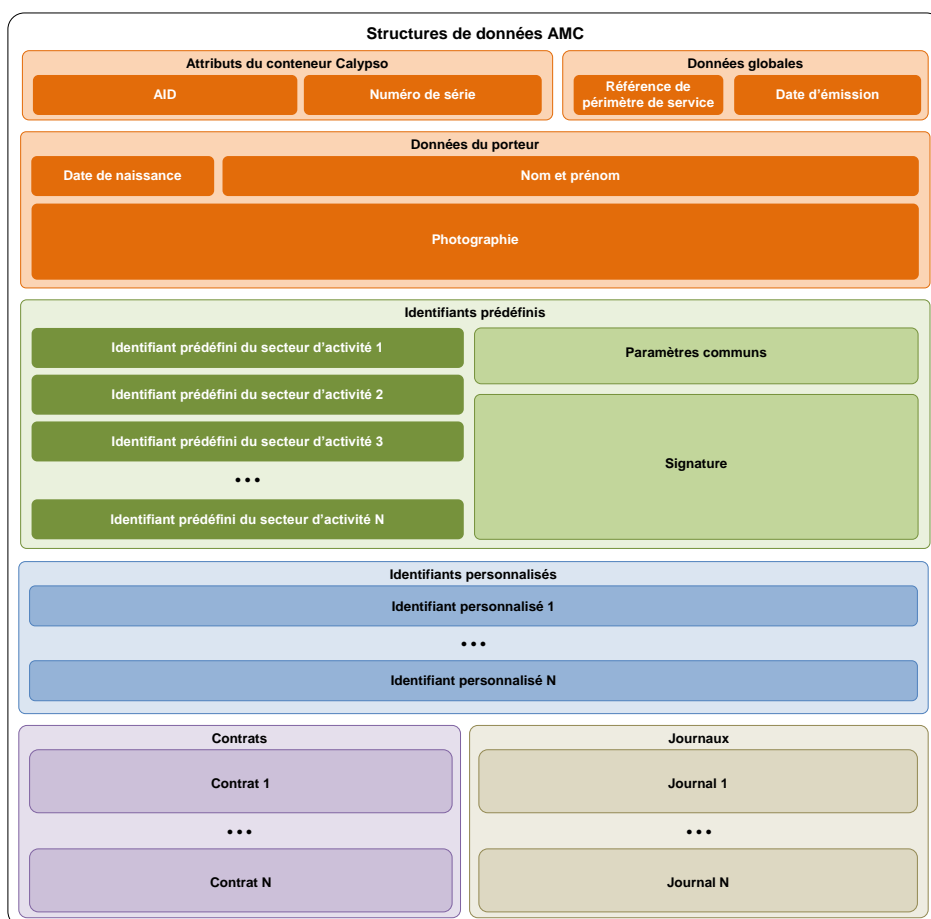 Structures de données AMC
Attributs du conteneur Calypso
AID
Numéro de série
Données globales
Référence de
périmètre de service
Date d'émission
Données du porteur
Date de naissance
Nom et prénom
Photographie
Identifiants prédéfinis
Identifiant prédéfini du secteur d'activité 1
Identifiant prédéfini du secteur d'activité 2
Identifiant prédéfini du secteur d'activité 3
•••
Identifiant prédéfini du secteur d'activité N
Paramètres communs
Signature
Identifiants personnalisés
Identifiant personnalisé 1
•••
Identifiant personnalisé N
Contrats
Contrat 1
•••
Contrat N
Journaux
Journal 1
•••
Journal N